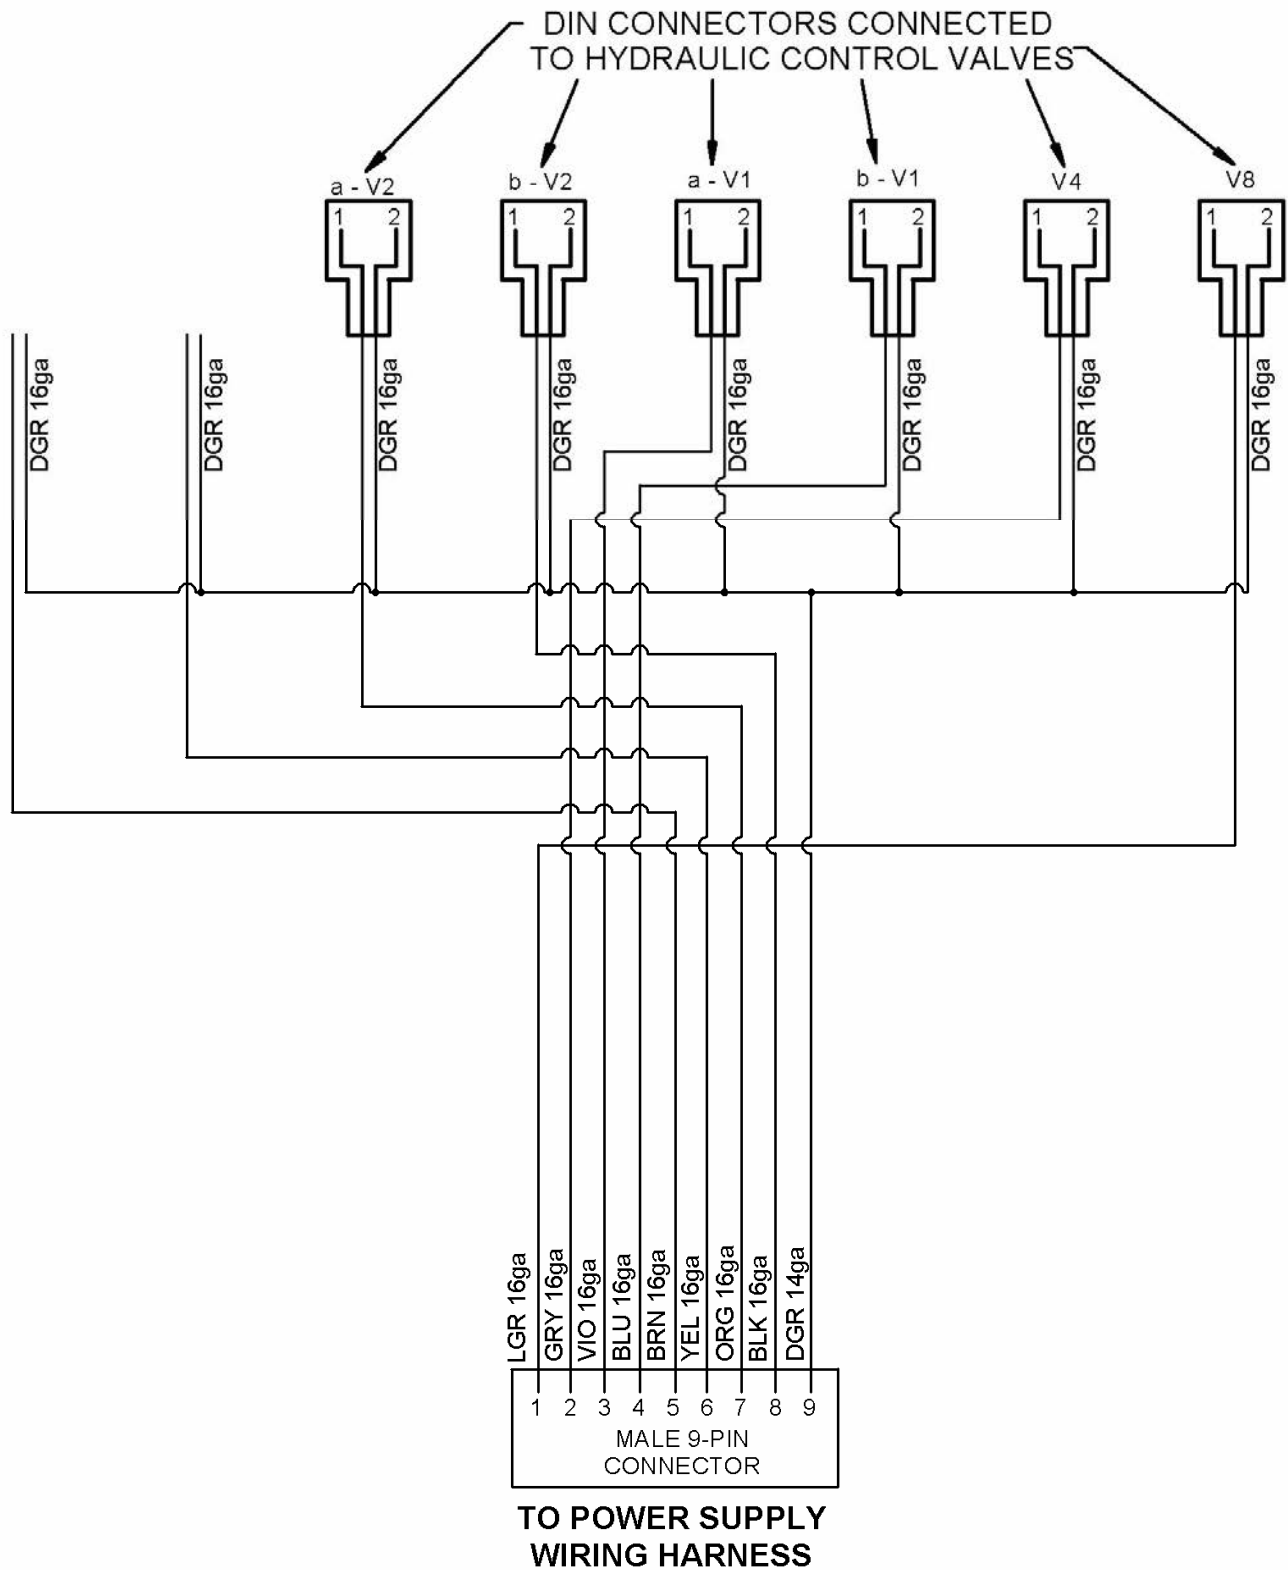 DIN CONNECTORS CONNECTED
TO HYDRAULIC CONTROL VALVES
a - V2
b - V2
a - V1
b - V1
V4
V8
1 2
1 2
1 2
1 2
1 2
1 2
DGR 16ga
DGR 16ga
DGR 16ga
DGR 16ga
DGR 16ga
DGR 16ga
DGR 16ga
DGR 16ga
LGR 16ga
GRY 16ga
VIO 16ga
BLU 16ga
BRN 16ga
YEL 16ga
ORG 16ga
BLK 16ga
DGR 14ga
1 2 3 4 5 6 7 8 9
MALE 9-PIN
CONNECTOR
TO POWER SUPPLY
WIRING HARNESS